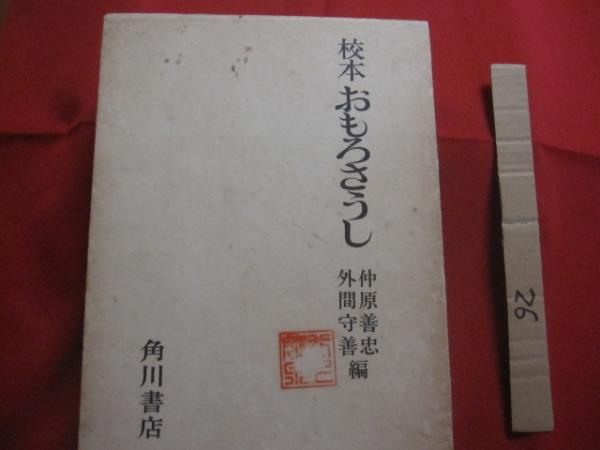 校本 おもろさうし
仲原善忠
外間守善 編
角川書店
26